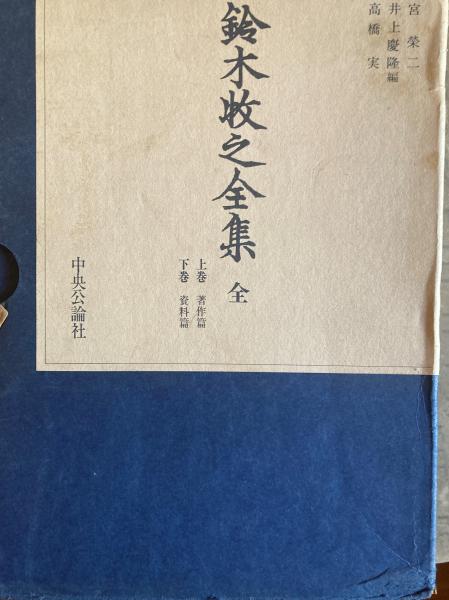 宮榮二
井上慶隆編
高橋実
鈴木牧之全集 全
上巻 著作篇
下巻 資料篇
中央公論社